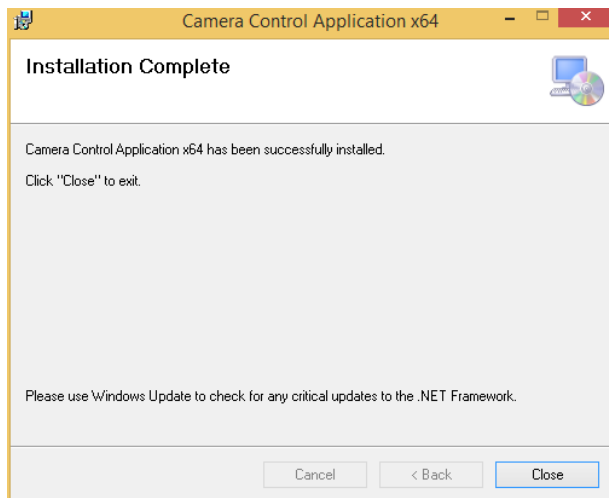 Camera Control Application x64
Installation Complete
Camera Control Application x64 has been successfully installed.
Click "Close" to exit.
Please use Windows Update to check for any critical updates to the .NET Framework.
Cancel
< Back
Close